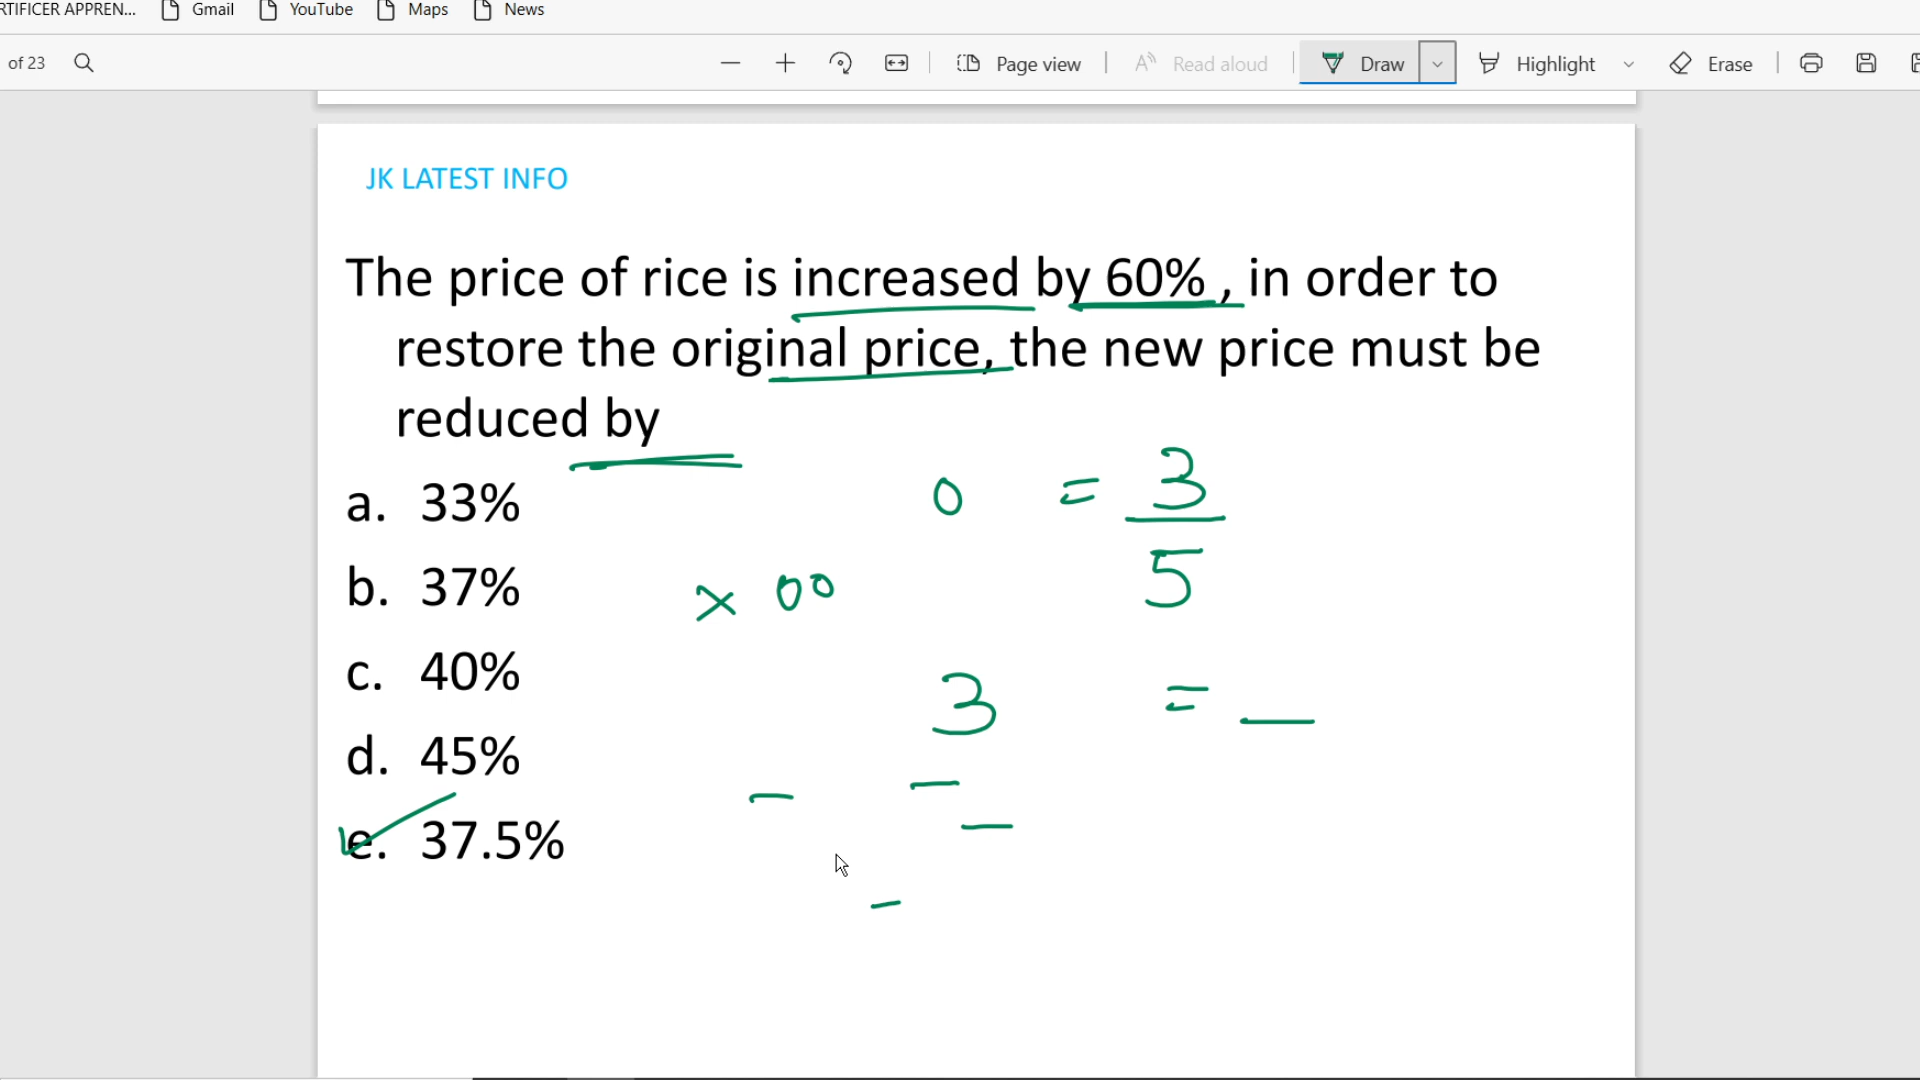 RTIFICER APPREN... Gmail YouTube Maps News
of 23 Page view Read aloud Draw Highlight Erase
JK LATEST INFO
The price of rice is increased by 60% , in order to
restore the original price, the new price must be
reduced by
a. 33%
0 = 3
5
b. 37%
× 00
c. 40%
3 =
d. 45%
e. 37.5%